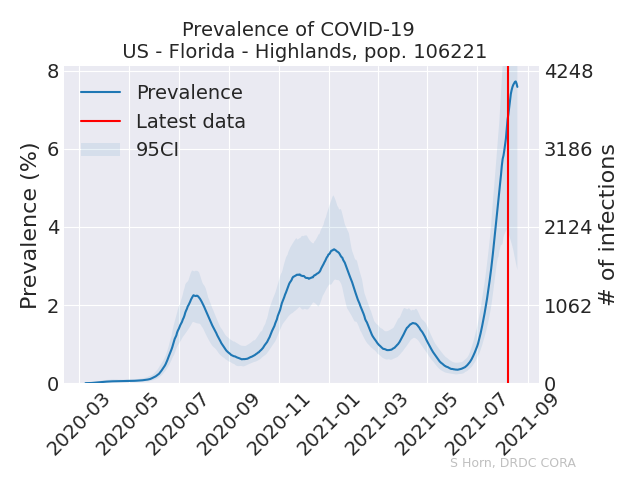 Prevalence of COVID-19
US - Florida - Highlands, pop. 106221
Prevalence
Latest data
95CI
Prevalence (%)
8
6
4
2
0
4248
3186
2124
1062
0
# of infections
2020-03
2020-05
2020-07
2020-09
2020-11
2021-01
2021-03
2021-05
2021-07
2021-09
S Horn, DRDC CORA